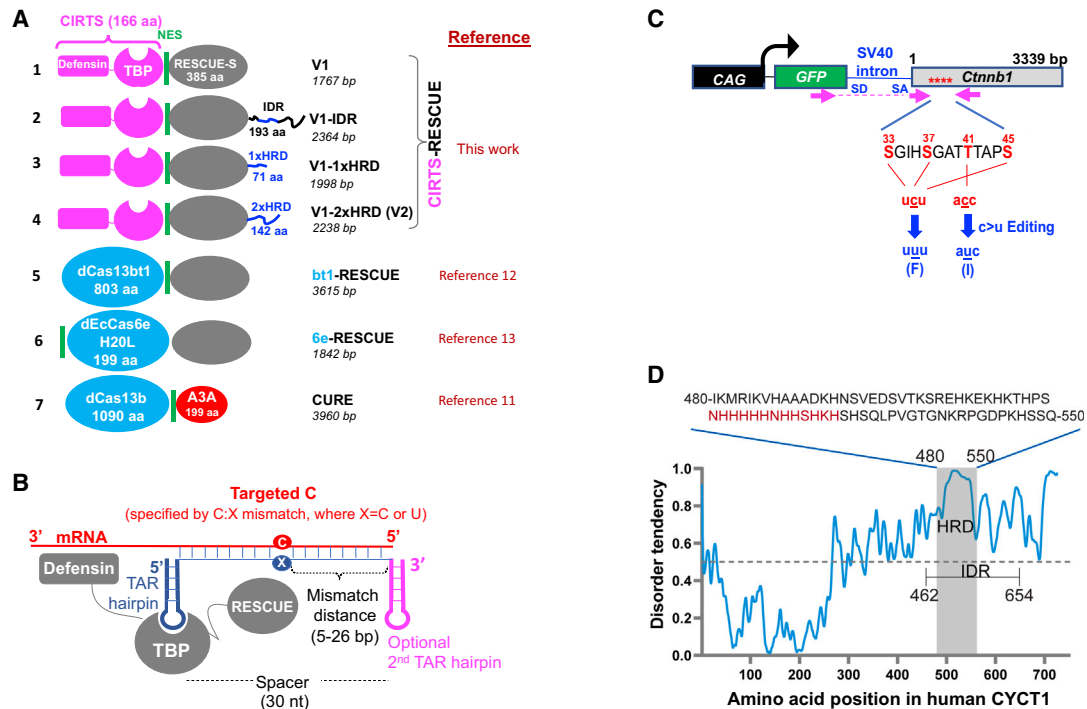 A
CIRTS (166 aa)
NES
Reference
1
Defensin
TBP
RESCUE-S
385 aa
V1
1767 bp
2
IDR
193 aa
V1-IDR
2364 bp
3
1xHRD
71 aa
V1-1xHRD
1998 bp
4
2xHRD
142 aa
V1-2xHRD (V2)
2238 bp
CIRTS-RESCUE
This work
5
dCas13bt1
803 aa
bt1-RESCUE
3615 bp
Reference 12
6
dEcCas6e
H20L
199 aa
6e-RESCUE
1842 bp
Reference 13
7
dCas13b
1090 aa
A3A
199 aa
CURE
3960 bp
Reference 11
B
Targeted C
(specified by C:X mismatch, where X=C or U)
3’ mRNA 5’
C
X
Defensin
5’
TAR
hairpin
TBP
RESCUE
Mismatch
distance
(5-26 bp)
3’
Optional
2nd TAR hairpin
Spacer
(30 nt)
C
CAG
GFP
SV40
intron
SD SA
1 3339 bp
**** Ctnnb1
33 37 41 45
SGIHSGATTTAPS
ucu acc
c>u Editing
uuu auc
(F) (I)
D
480-IKMRIKVHAAADKHNSVEDSVTKSREHKEKHKTHPS
NHHHHHNHHSHKHSHSQLPVGTGNKRPGDPKHSSQ-550
480 550
1.0
0.8
0.6
0.4
0.2
0.0
Disorder tendency
HRD
IDR
462 654
0 100 200 300 400 500 600 700
Amino acid position in human CYCT1